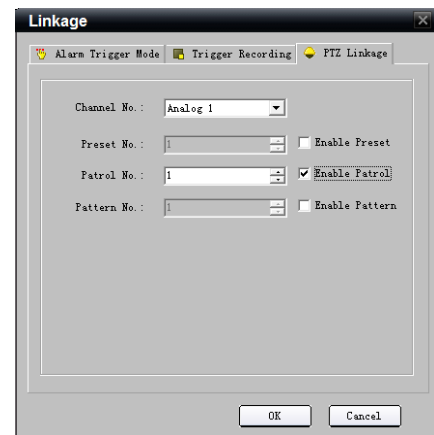 Linkage
Alarm Trigger Mode Trigger Recording PTZ Linkage
Channel No.: Analog 1
Preset No.: 1 Enable Preset
Patrol No.: 1 Enable Patrol
Pattern No.: 1 Enable Pattern
OK Cancel